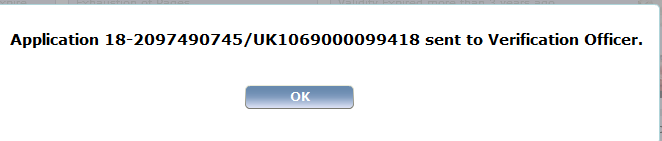 Application 18-2097490745/UK1069000099418 sent to Verification Officer.
OK